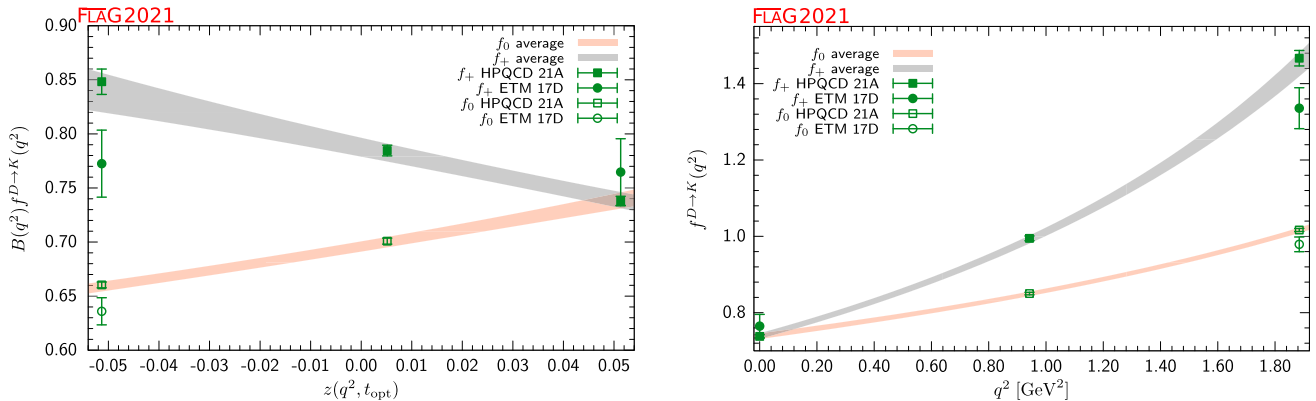 FLAG2021
B(q²)f^{D→K}(q²)
0.90
0.85
0.80
0.75
0.70
0.65
0.60
f₀ average
f₊ average
f₊ HPQCD 21A
f₊ ETM 17D
f₀ HPQCD 21A
f₀ ETM 17D
-0.05 -0.04 -0.03 -0.02 -0.01 0.00 0.01 0.02 0.03 0.04 0.05
z(q², t_opt)
FLAG2021
f^{D→K}(q²)
1.4
1.2
1.0
0.8
f₀ average
f₊ average
f₊ HPQCD 21A
f₊ ETM 17D
f₀ HPQCD 21A
f₀ ETM 17D
0.00 0.20 0.40 0.60 0.80 1.00 1.20 1.40 1.60 1.80
q² [GeV²]